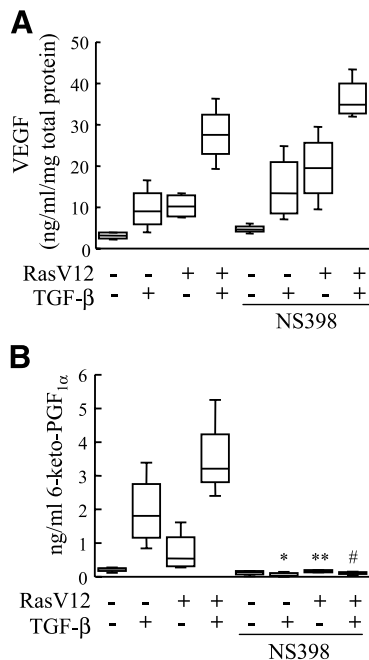 A
VEGF
(ng/ml/mg total protein)
50
40
30
20
10
0
RasV12 - - + + - - + +
TGF-β - + - + - + - +
NS398
B
ng/ml 6-keto-PGF1α
6
5
4
3
2
1
0
* ** #
RasV12 - - + + - - + +
TGF-β - + - + - + - +
NS398